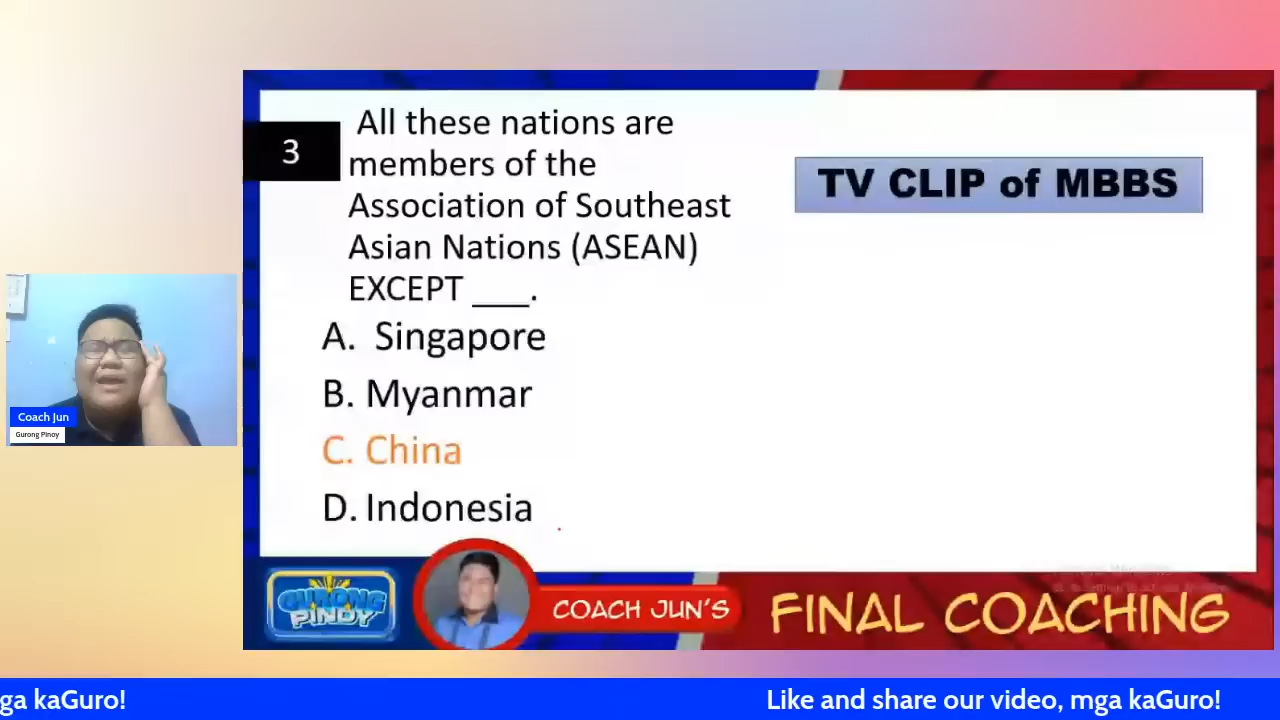 3
All these nations are
members of the
Association of Southeast
Asian Nations (ASEAN)
EXCEPT ___.
A. Singapore
B. Myanmar
C. China
D. Indonesia
TV CLIP of MBBS
Coach Jun
Gurong Pinoy
GURONG
PINOY
COACH JUN'S
FINAL COACHING
ga kaGuro!
Like and share our video, mga kaGuro!